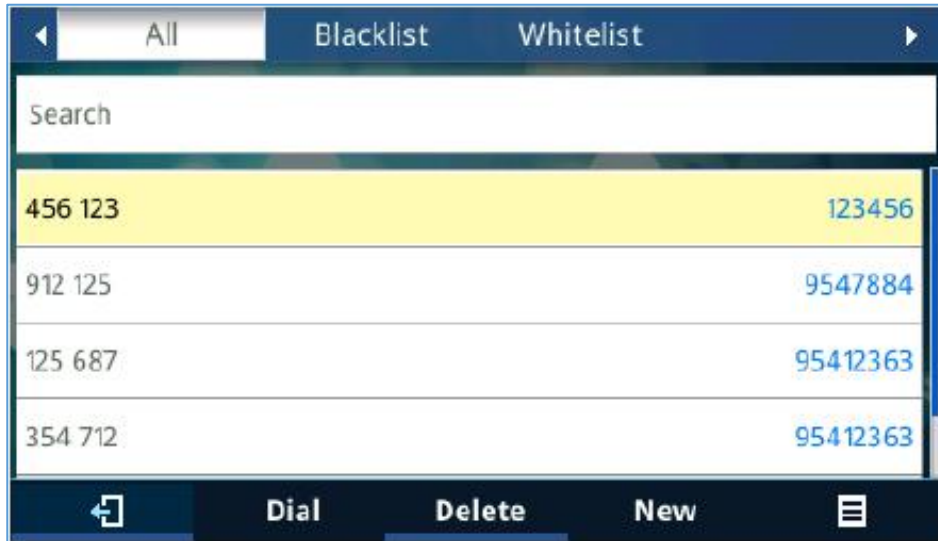 All Blacklist Whitelist
Search
456 123 123456
912 125 9547884
125 687 95412363
354 712 95412363
Dial Delete New